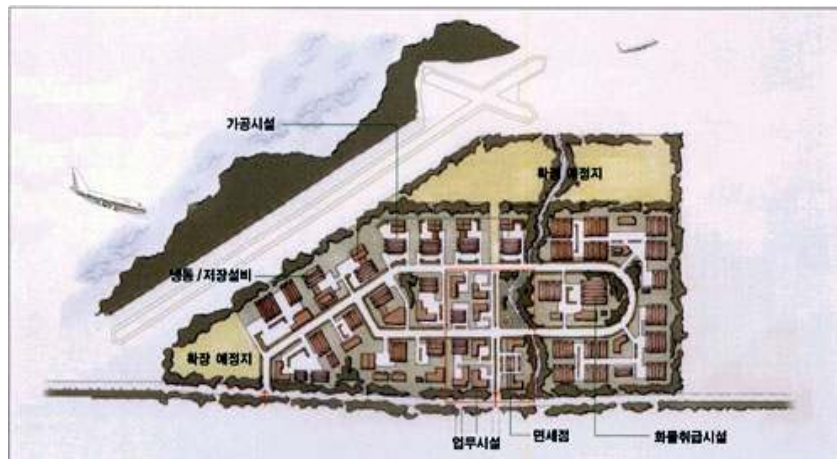 가공시설
확장 예정지
냉동/저장설비
확장 예정지
업무시설
면세점
화물취급시설